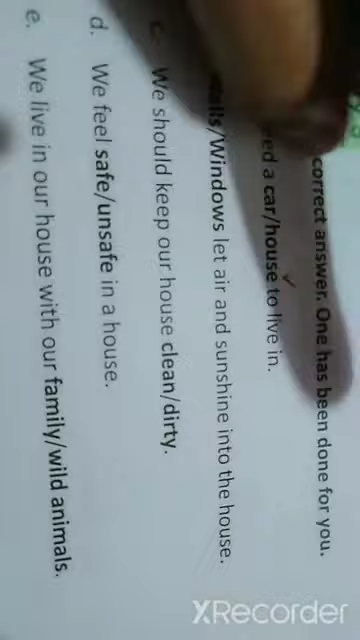 correct answer. One has been done for you.
a car/house to live in.
/Windows let air and sunshine into the house.
c. We should keep our house clean/dirty.
d. We feel safe/unsafe in a house.
e. We live in our house with our family/wild animals.
XRecorder